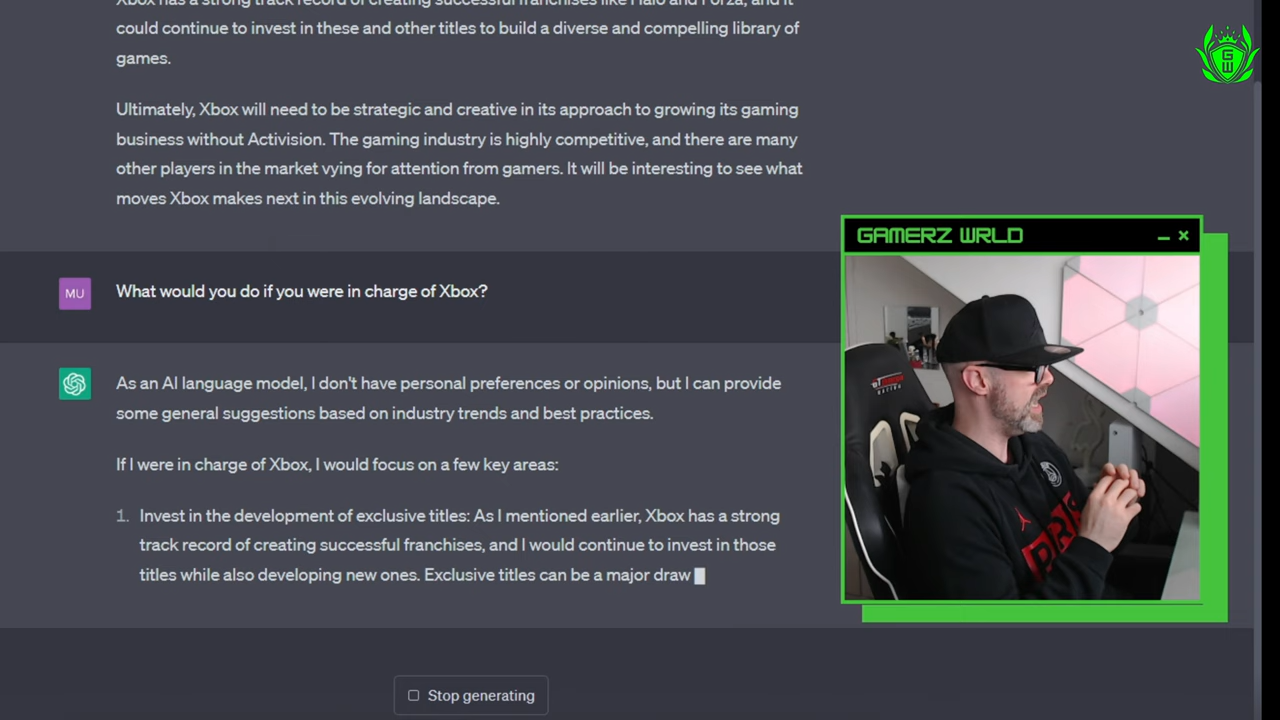 Xbox has a strong track record of creating successful franchises like Halo and Forza, and it
could continue to invest in these and other titles to build a diverse and compelling library of
games.
Ultimately, Xbox will need to be strategic and creative in its approach to growing its gaming
business without Activision. The gaming industry is highly competitive, and there are many
other players in the market vying for attention from gamers. It will be interesting to see what
moves Xbox makes next in this evolving landscape.
MU
What would you do if you were in charge of Xbox?
As an AI language model, I don't have personal preferences or opinions, but I can provide
some general suggestions based on industry trends and best practices.
If I were in charge of Xbox, I would focus on a few key areas:
1. Invest in the development of exclusive titles: As I mentioned earlier, Xbox has a strong
track record of creating successful franchises, and I would continue to invest in those
titles while also developing new ones. Exclusive titles can be a major draw
Stop generating
GW
GAMERZ WRLD